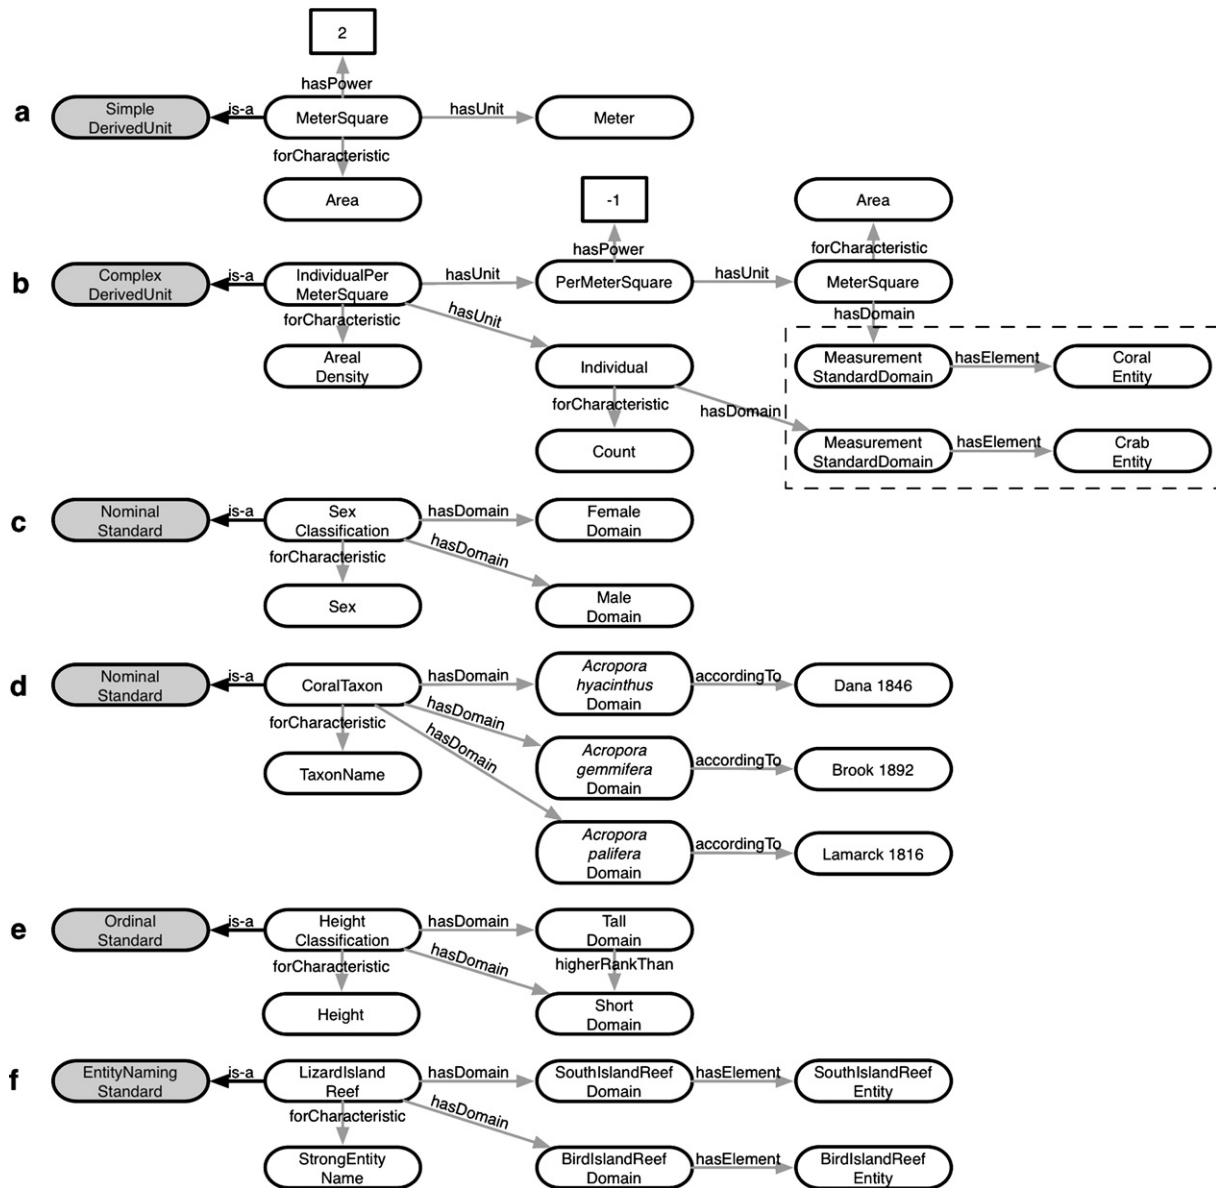 2
hasPower
a
Simple
DerivedUnit
is-a
MeterSquare
hasUnit
Meter
forCharacteristic
Area
-1
Area
hasPower
forCharacteristic
b
Complex
DerivedUnit
is-a
IndividualPer
MeterSquare
hasUnit
PerMeterSquare
hasUnit
MeterSquare
forCharacteristic
hasUnit
hasDomain
Areal
Density
Individual
Measurement
StandardDomain
hasElement
Coral
Entity
forCharacteristic
hasDomain
Count
Measurement
StandardDomain
hasElement
Crab
Entity
c
Nominal
Standard
is-a
Sex
Classification
hasDomain
Female
Domain
forCharacteristic
hasDomain
Sex
Male
Domain
d
Nominal
Standard
is-a
CoralTaxon
hasDomain
Acropora
hyacinthus
Domain
accordingTo
Dana 1846
forCharacteristic
hasDomain
hasDomain
TaxonName
Acropora
gemmifera
Domain
accordingTo
Brook 1892
Acropora
palifera
Domain
accordingTo
Lamarck 1816
e
Ordinal
Standard
is-a
Height
Classification
hasDomain
Tall
Domain
forCharacteristic
hasDomain
higherRankThan
Height
Short
Domain
f
EntityNaming
Standard
is-a
LizardIsland
Reef
hasDomain
SouthIslandReef
Domain
hasElement
SouthIslandReef
Entity
forCharacteristic
hasDomain
StrongEntity
Name
BirdIslandReef
Domain
hasElement
BirdIslandReef
Entity